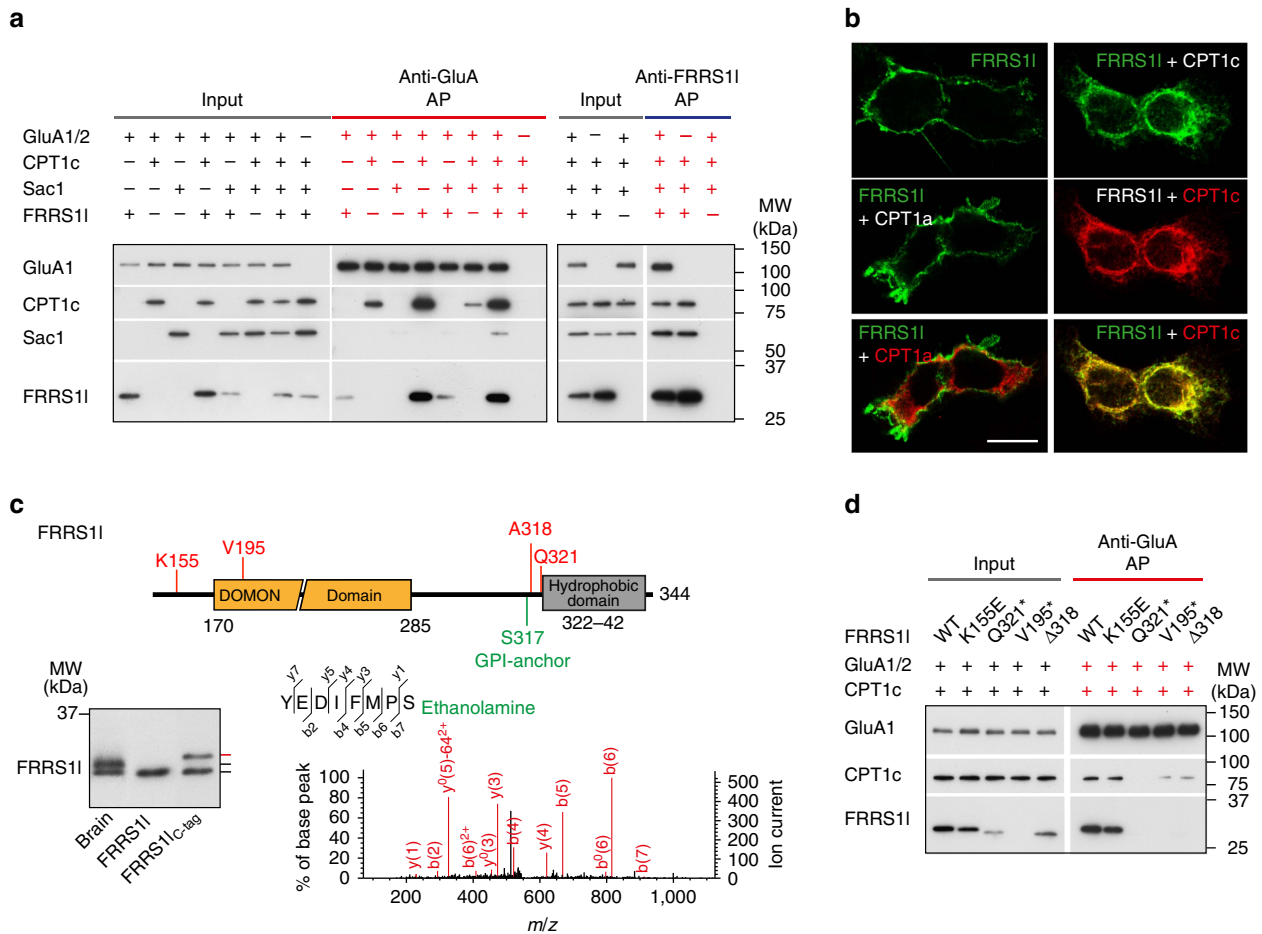 a
Input
Anti-GluA
AP
Input
Anti-FRRS1l
AP
GluA1/2 + + + + + + + – + + + + + + + – + – + + – +
CPT1c – + – + – + + + – + – + – + + + + + + + + +
Sac1 – – + – + + + + – – + – + + + + + + + + + +
FRRS1l + – – + + – + + + – – + + – + + + + – + + –
MW
(kDa)
GluA1
CPT1c
Sac1
FRRS1l
150
100
100
75
50
37
25
b
FRRS1l
FRRS1l + CPT1c
FRRS1l
+ CPT1a
FRRS1l + CPT1c
FRRS1l
+ CPT1a
FRRS1l + CPT1c
c
FRRS1l
K155
V195
A318
Q321
DOMON
Domain
Hydrophobic
domain
344
170
285
322–42
S317
GPI-anchor
MW
(kDa)
37
FRRS1l
Brain
FRRS1l
FRRS1lC-tag
y7 y5 y4 y3 y1
YEDIFMPS
Ethanolamine
b2 b4 b5 b6 b7
% of base peak
100
80
60
40
20
0
y(1)
b(2)
y0(5)-642+
b(6)2+
y0(3)
y(3)
b(4)
y(4)
b(5)
b0(6)
b(6)
b(7)
500
400
300
200
100
0
Ion current
200 400 600 800 1,000
m/z
d
Input
Anti-GluA
AP
FRRS1l WT K155E Q321* V195* Δ318 WT K155E Q321* V195* Δ318
GluA1/2 + + + + + + + + + +
CPT1c + + + + + + + + + +
MW
(kDa)
GluA1
CPT1c
FRRS1l
150
100
100
75
37
25